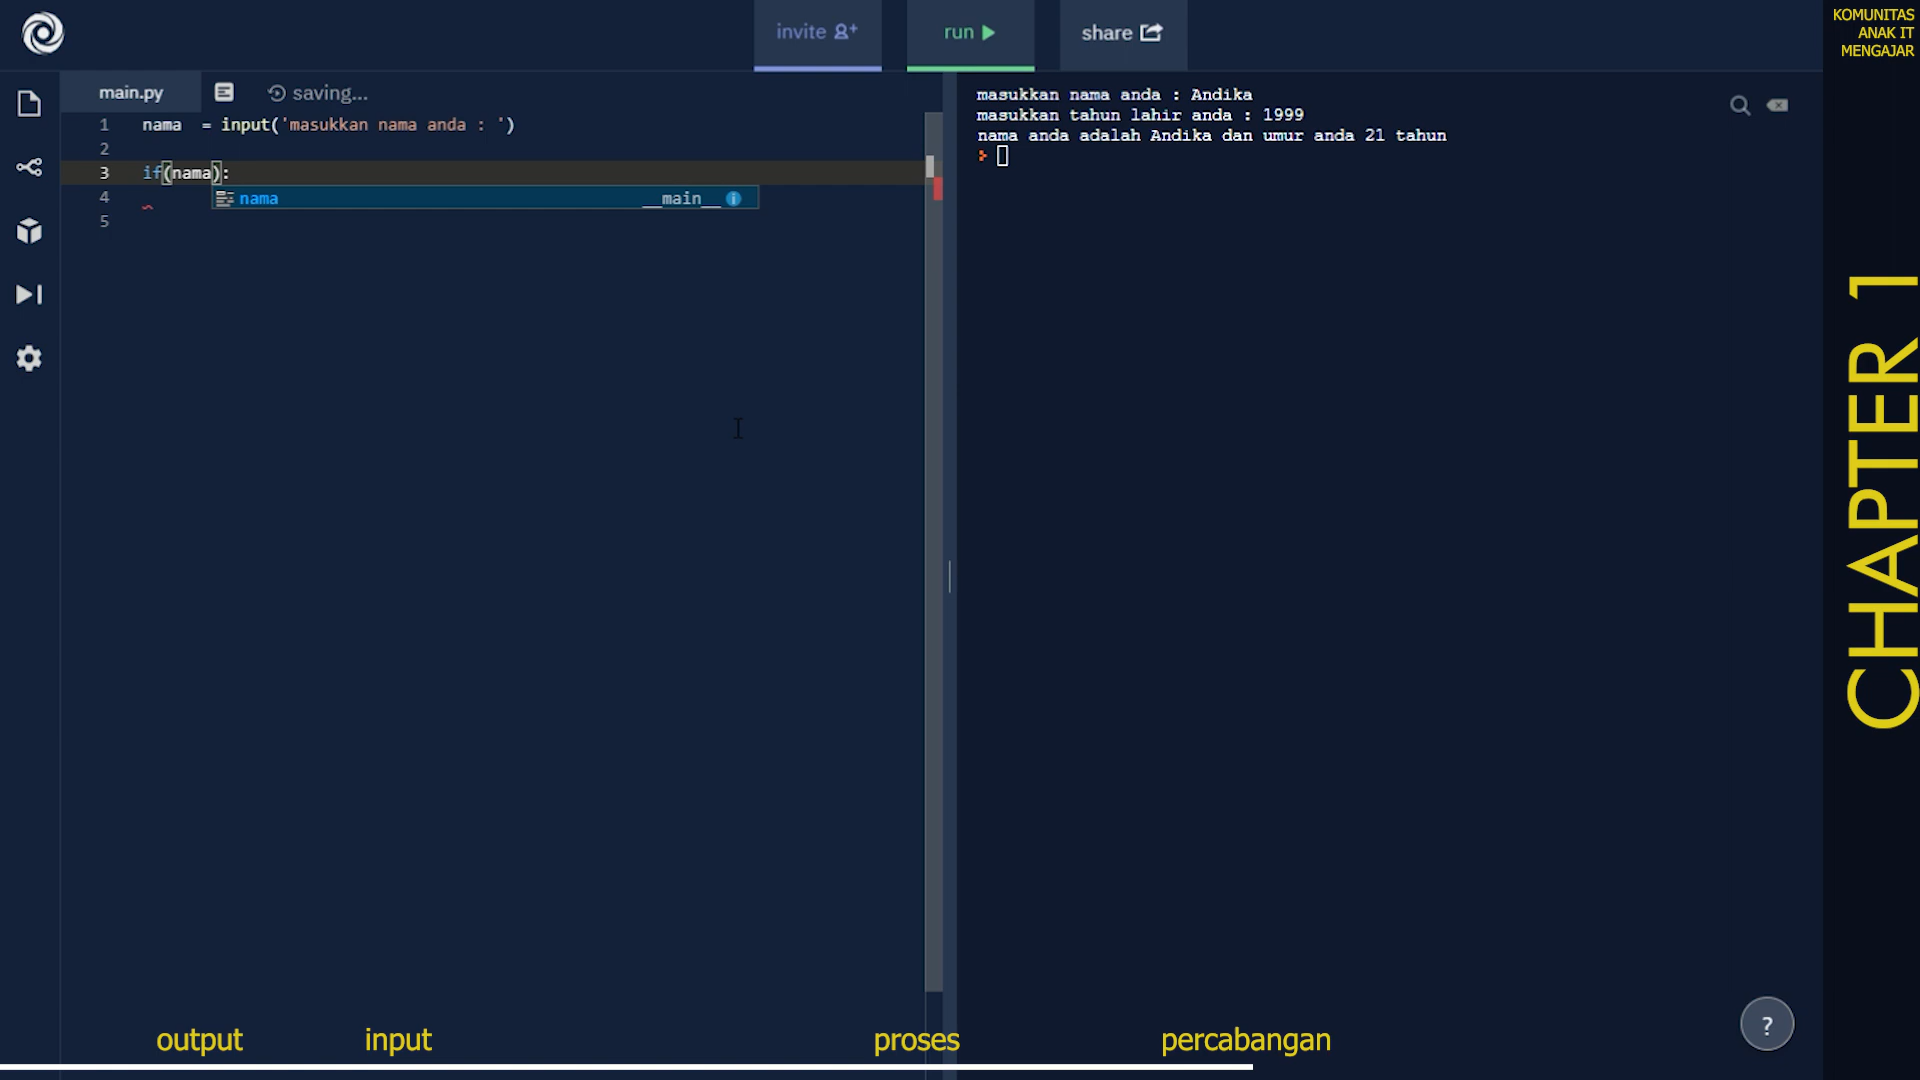 invite
run
share
KOMUNITAS
ANAK IT
MENGAJAR
main.py
saving...
1 nama  = input('masukkan nama anda : ')
2
3 if(nama):
nama __main__
4
5
masukkan nama anda : Andika
masukkan tahun lahir anda : 1999
nama anda adalah Andika dan umur anda 21 tahun
CHAPTER 1
output input proses percabangan
?